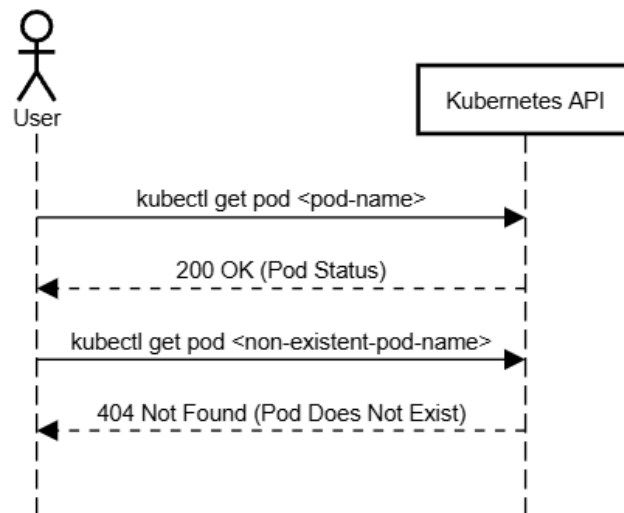 User
Kubernetes API
kubectl get pod <pod-name>
200 OK (Pod Status)
kubectl get pod <non-existent-pod-name>
404 Not Found (Pod Does Not Exist)